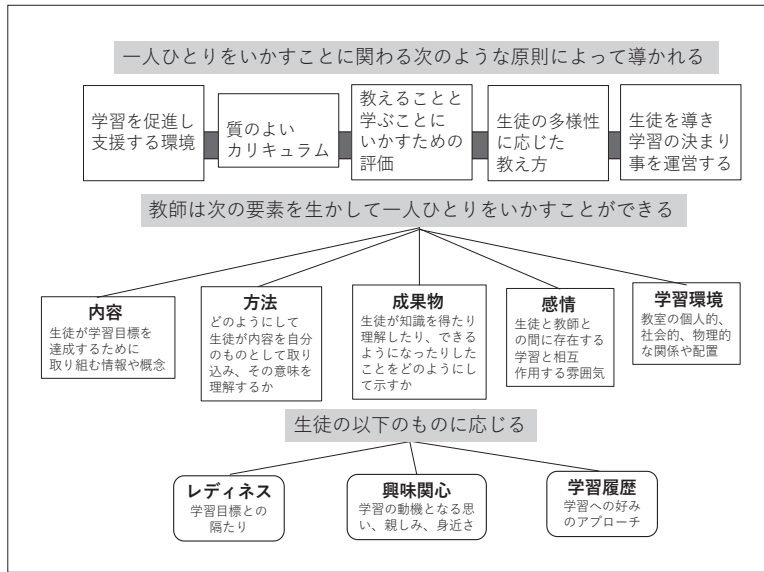 一人ひとりをいかすことに関わる次のような原則によって導かれる
学習を促進し
支援する環境
質のよい
カリキュラム
教えることと
学ぶことに
いかすための
評価
生徒の多様性
に応じた
教え方
生徒を導き
学習の決まり
事を運営する
教師は次の要素を生かして一人ひとりをいかすことができる
内容
生徒が学習目標を
達成するために
取り組む情報や概念
方法
どのようにして
生徒が内容を自分
のものとして取り
込み、その意味を
理解するか
成果物
生徒が知識を得たり
理解したり、できる
ようになったりした
ことをどのようにし
て示すか
感情
生徒と教師と
の間に存在する
学習と相互
作用する雰囲気
学習環境
教室の個人的、
社会的、物理的
な関係や配置
生徒の以下のものに応じる
レディネス
学習目標との
隔たり
興味関心
学習の動機となる思
い、親しみ、身近さ
学習履歴
学習への好み
のアプローチ